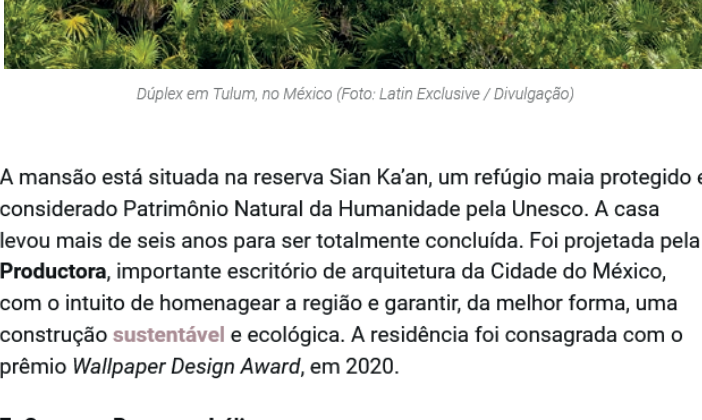 Dúplex em Tulum, no México (Foto: Latin Exclusive / Divulgação)
A mansão está situada na reserva Sian Ka’an, um refúgio maia protegido e
considerado Patrimônio Natural da Humanidade pela Unesco. A casa
levou mais de seis anos para ser totalmente concluída. Foi projetada pela
Productora, importante escritório de arquitetura da Cidade do México,
com o intuito de homenagear a região e garantir, da melhor forma, uma
construção sustentável e ecológica. A residência foi consagrada com o
prêmio Wallpaper Design Award, em 2020.